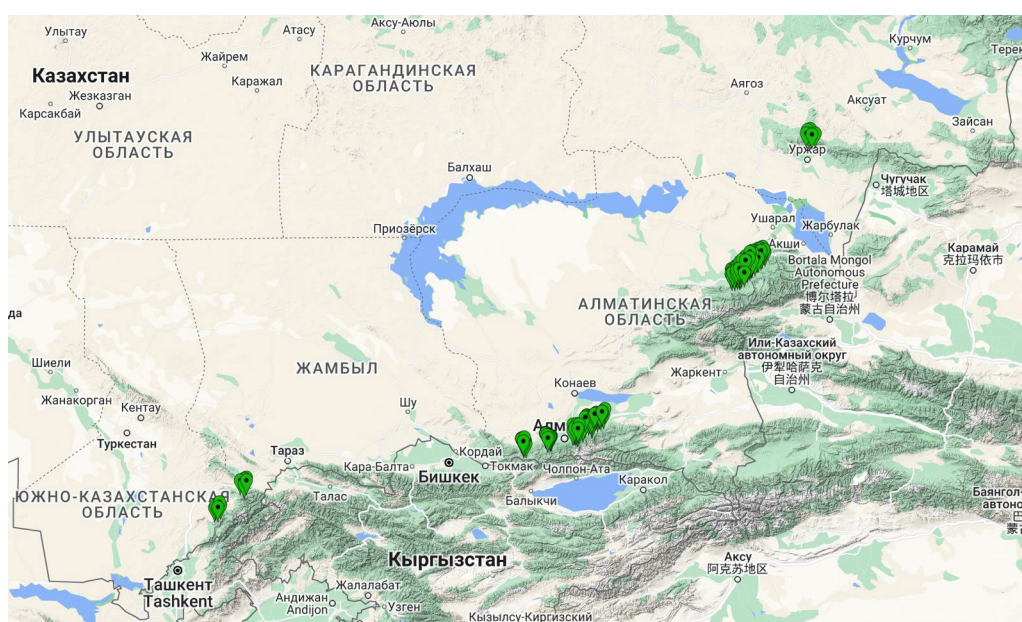 Улытау
Атасу
Аксу-Аюлы
Курчум
Жайрем
Казахстан
Жезказган
Карсакбай
Каражал
КАРАГАНДИНСКАЯ
ОБЛАСТЬ
Аягоз
Аксуат
Зайсан
УЛЫТАУСКАЯ
ОБЛАСТЬ
Уржар
Балхаш
Чугучак
塔城地区
Приозёрск
Ушарал
Жарбулак
Акши
Карамай
克拉玛依市
Bortala Mongol
Autonomous
Prefecture
博尔塔拉
蒙古自治州
АЛМАТИНСКАЯ
ОБЛАСТЬ
да
Или-Казахский
автономный округ
伊犁哈萨克
自治州
Шиели
Жанакорган
Кентау
Туркестан
ЖАМБЫЛ
Жаркент
Конаев
Шу
Алм
Тараз
Кордай
Кара-Балта
Бишкек
Токмак
Чолпон-Ата
Каракол
Балыкчи
Талас
ЮЖНО-КАЗАХСТАНСКАЯ
ОБЛАСТЬ
Кыргызстан
Аксу
阿克苏地区
Ташкент
Tashkent
Жалалабат
Андижан
Andijon
Узген
Кызылсу-Киргизский